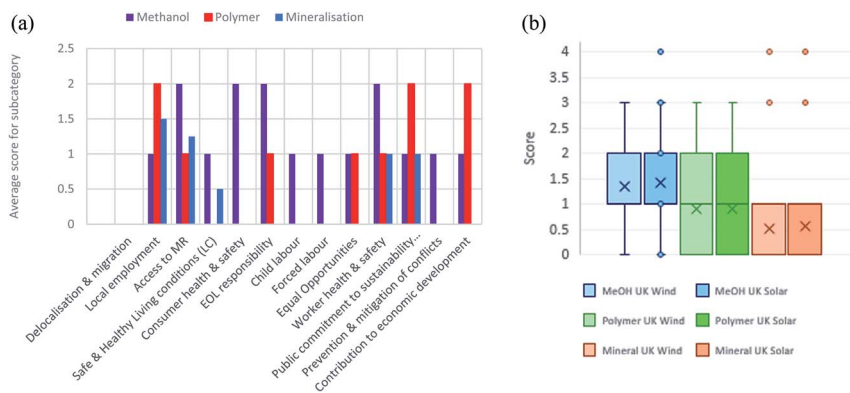 (a)
Methanol Polymer Mineralisation
Average score for subcategory
2.5
2
1.5
1
0.5
0
Delocalisation & migration
Local employment
Access to MR
Safe & Healthy Living conditions (LC)
Consumer health & safety
EOL responsibility
Child labour
Forced labour
Equal Opportunities
Worker health & safety
Public commitment to sustainability...
Prevention & mitigation of conflicts
Contribution to economic development
(b)
Score
4
3.5
3
2.5
2
1.5
1
0.5
0
MeOH UK Wind MeOH UK Solar
Polymer UK Wind Polymer UK Solar
Mineral UK Wind Mineral UK Solar